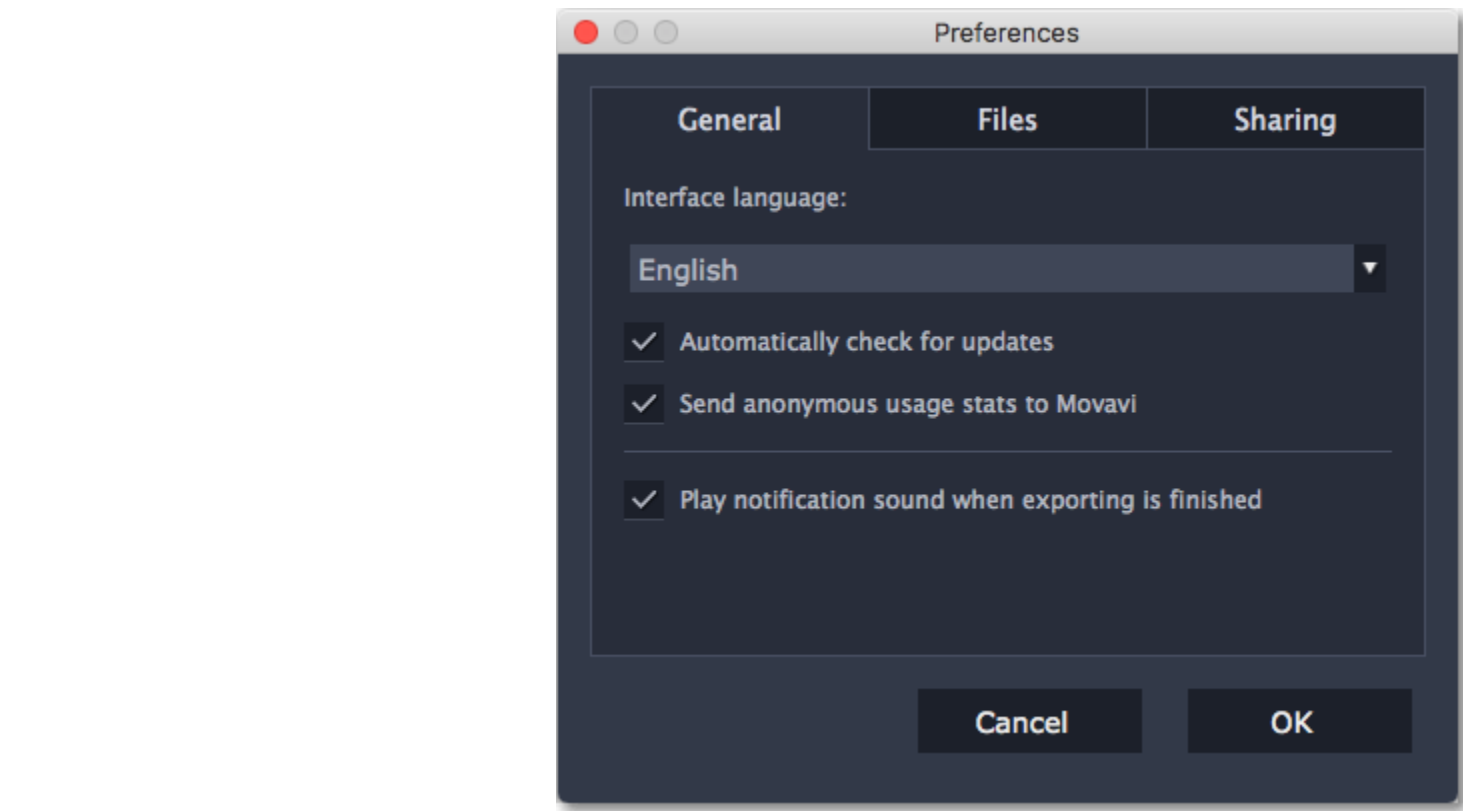 Preferences
General Files Sharing
Interface language:
English
Automatically check for updates
Send anonymous usage stats to Movavi
Play notification sound when exporting is finished
Cancel OK